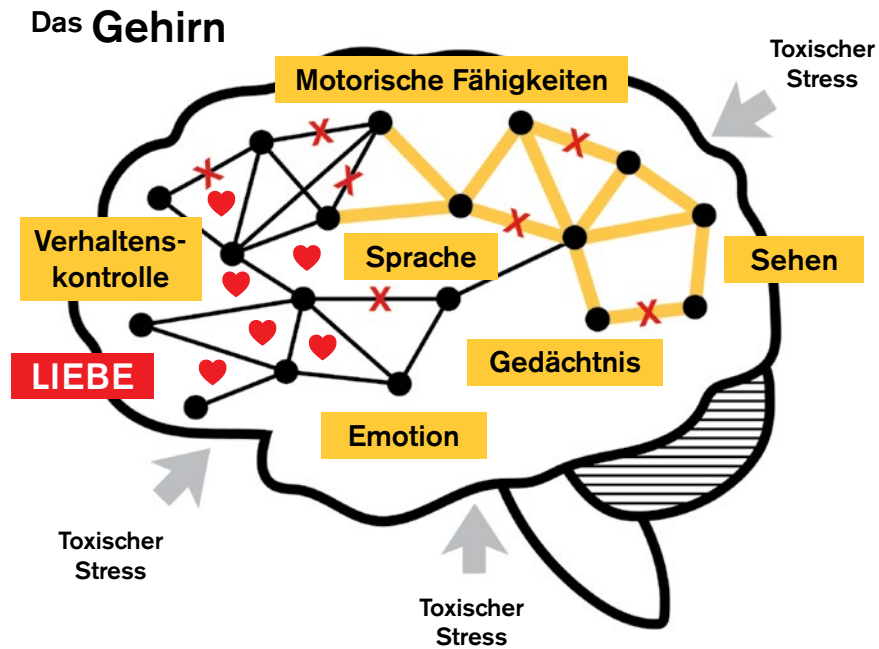 Das Gehirn
Toxischer
Stress
Motorische Fähigkeiten
Verhaltens-
kontrolle
Sprache
Sehen
LIEBE
Gedächtnis
Emotion
Toxischer
Stress
Toxischer
Stress